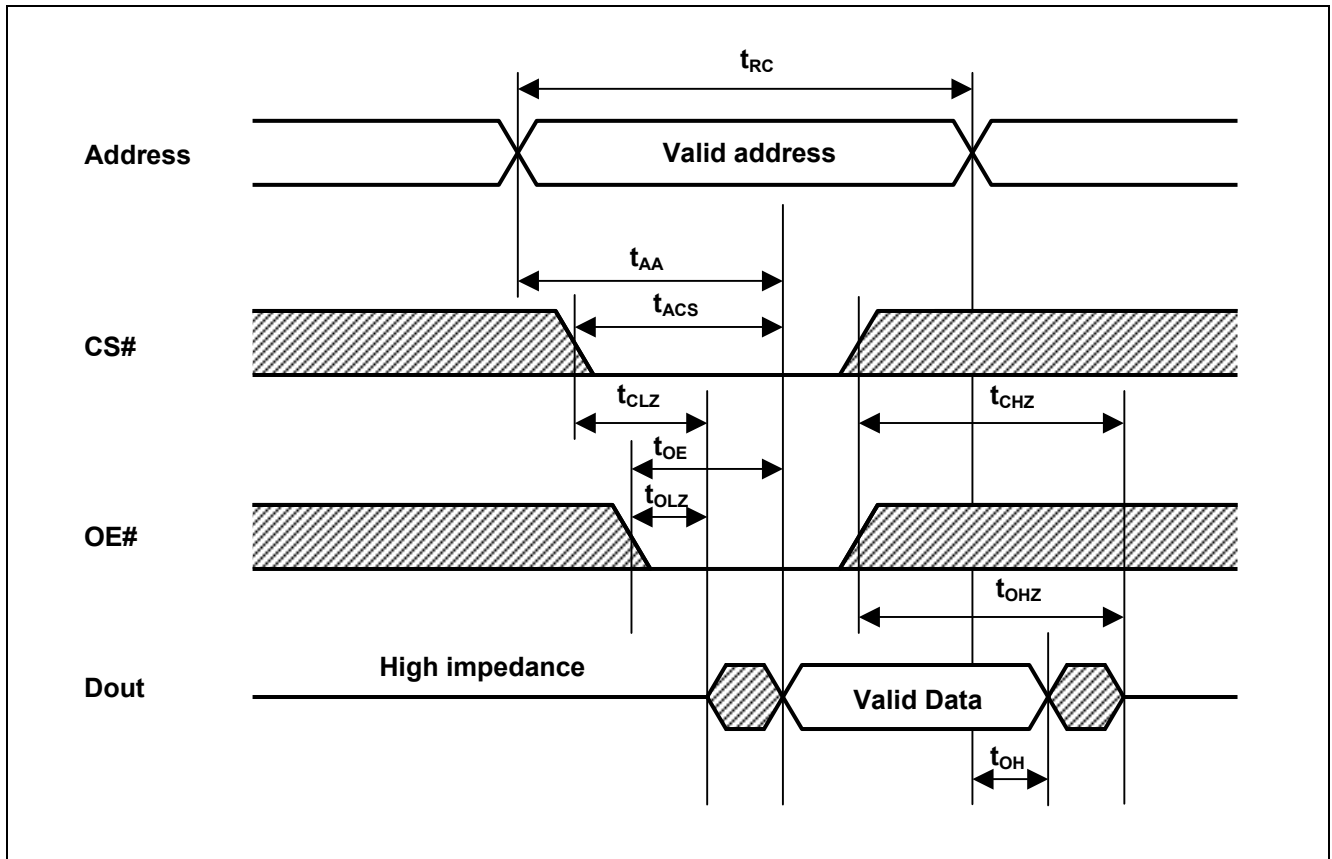 tRC
Address
Valid address
tAA
tACS
CS#
tCLZ
tCHZ
tOE
tOLZ
OE#
tOHZ
High impedance
Dout
Valid Data
tOH